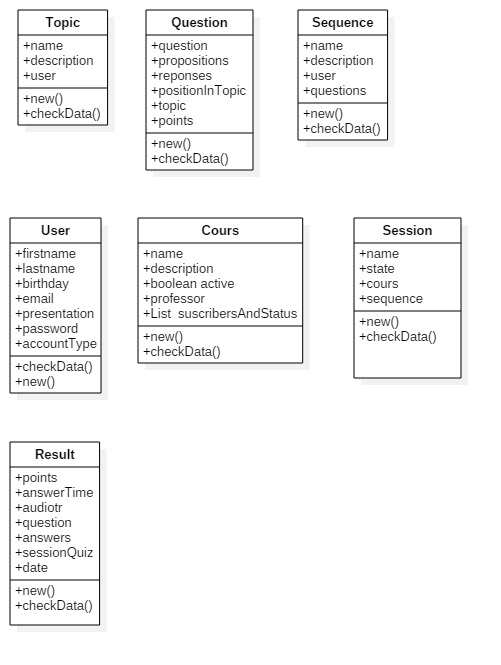 Topic
+name
+description
+user
+new()
+checkData()
Question
+question
+propositions
+reponses
+positionInTopic
+topic
+points
+new()
+checkData()
Sequence
+name
+description
+user
+questions
+new()
+checkData()
User
+firstname
+lastname
+birthday
+email
+presentation
+password
+accountType
+checkData()
+new()
Cours
+name
+description
+boolean active
+professor
+List suscribersAndStatus
+new()
+checkData()
Session
+name
+state
+cours
+sequence
+new()
+checkData()
Result
+points
+answerTime
+audiotr
+question
+answers
+sessionQuiz
+date
+new()
+checkData()